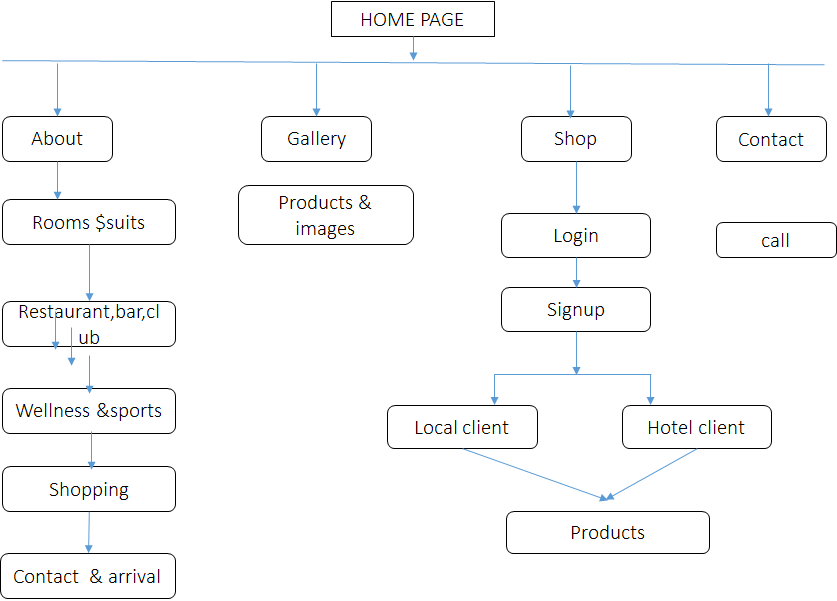 HOME PAGE
About
Gallery
Shop
Contact
Rooms $suits
Products &
images
Login
call
Restaurant,bar,cl
ub
Signup
Wellness &sports
Local client
Hotel client
Shopping
Products
Contact & arrival